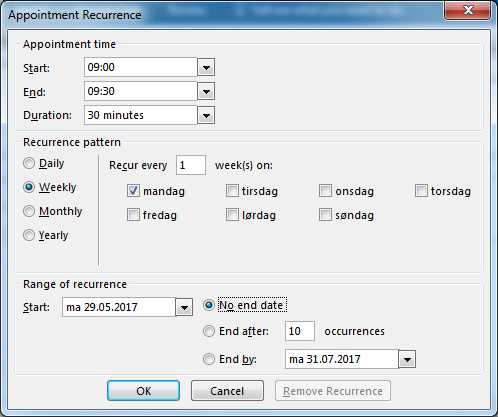 Appointment Recurrence
Appointment time
Start: 09:00
End: 09:30
Duration: 30 minutes
Recurrence pattern
Daily
Recur every 1 week(s) on:
Weekly
mandag tirsdag onsdag torsdag
Monthly
fredag lørdag søndag
Yearly
Range of recurrence
Start: ma 29.05.2017 No end date
End after: 10 occurrences
End by: ma 31.07.2017
OK Cancel Remove Recurrence